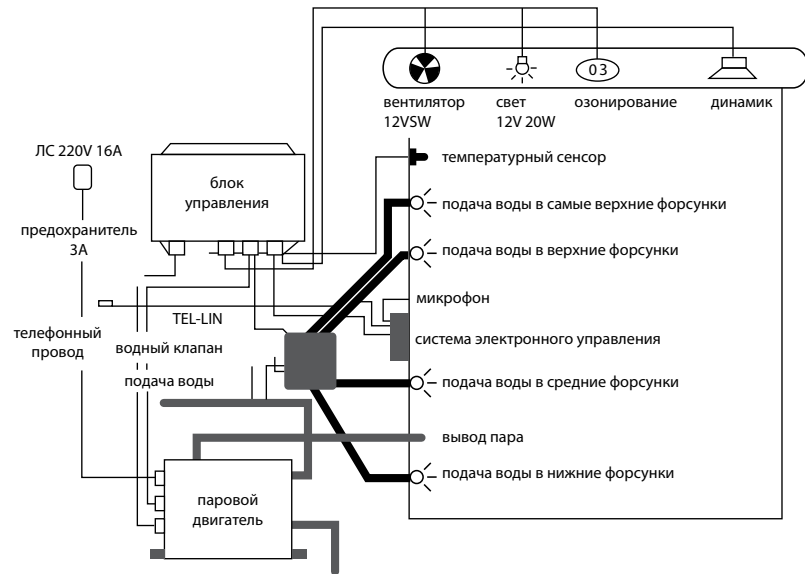 03
вентилятор
12VSW
свет
12V 20W
озонирование
динамик
ЛС 220V 16A
блок
управления
температурный сенсор
подача воды в самые верхние форсунки
предохранитель
3А
подача воды в верхние форсунки
микрофон
TEL-LIN
телефонный
провод
водный клапан
система электронного управления
подача воды
подача воды в средние форсунки
вывод пара
подача воды в нижние форсунки
паровой
двигатель